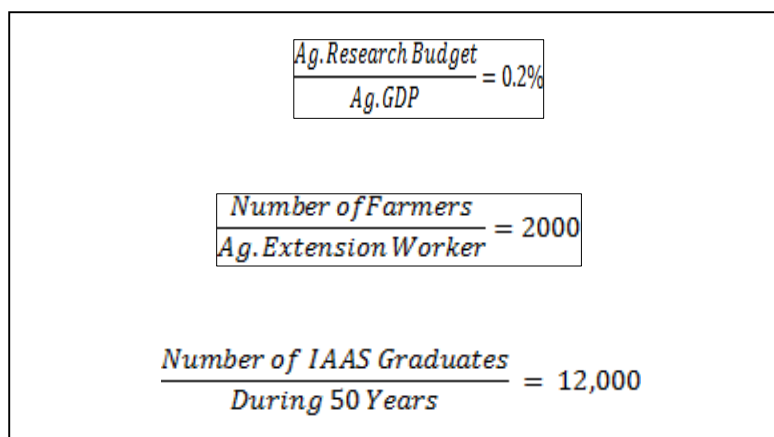 Ag.Research Budget
Ag.GDP
= 0.2%
Number of Farmers
Ag.Extension Worker
= 2000
Number of IAAS Graduates
During 50 Years
= 12,000